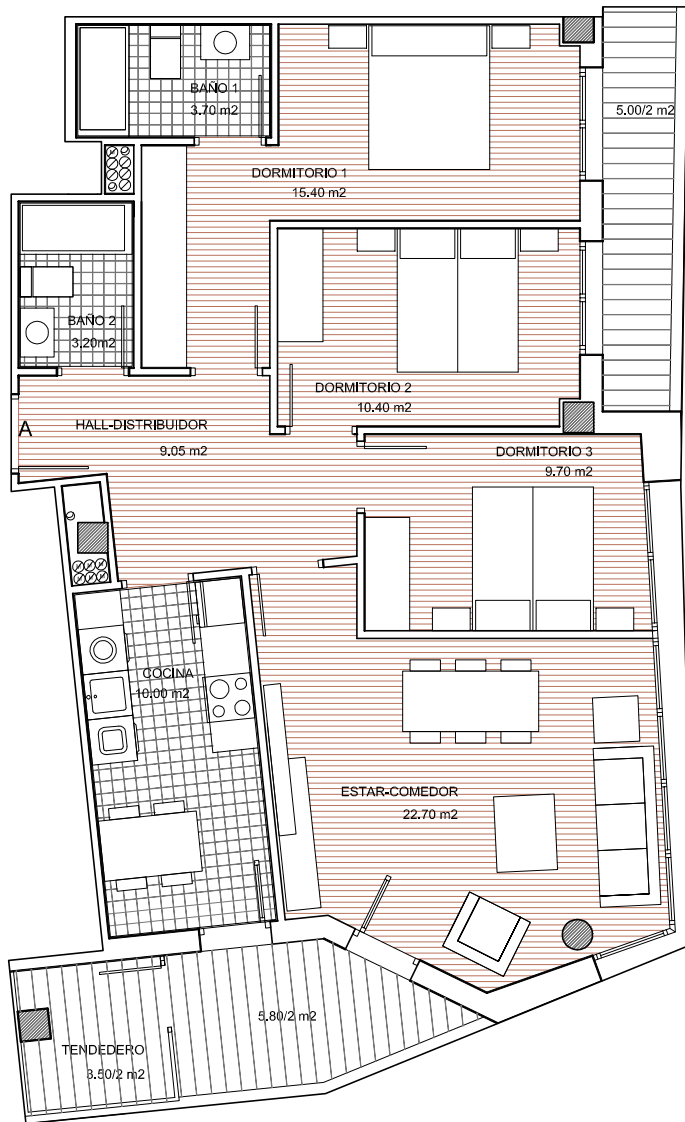 BAÑO 1
3.70 m2
5.00/2 m2
DORMITORIO 1
15.40 m2
BAÑO 2
3.20m2
DORMITORIO 2
10.40 m2
A
HALL-DISTRIBUIDOR
9.05 m2
DORMITORIO 3
9.70 m2
COCINA
10.00 m2
ESTAR-COMEDOR
22.70 m2
5.80/2 m2
TENDEDERO
3.50/2 m2